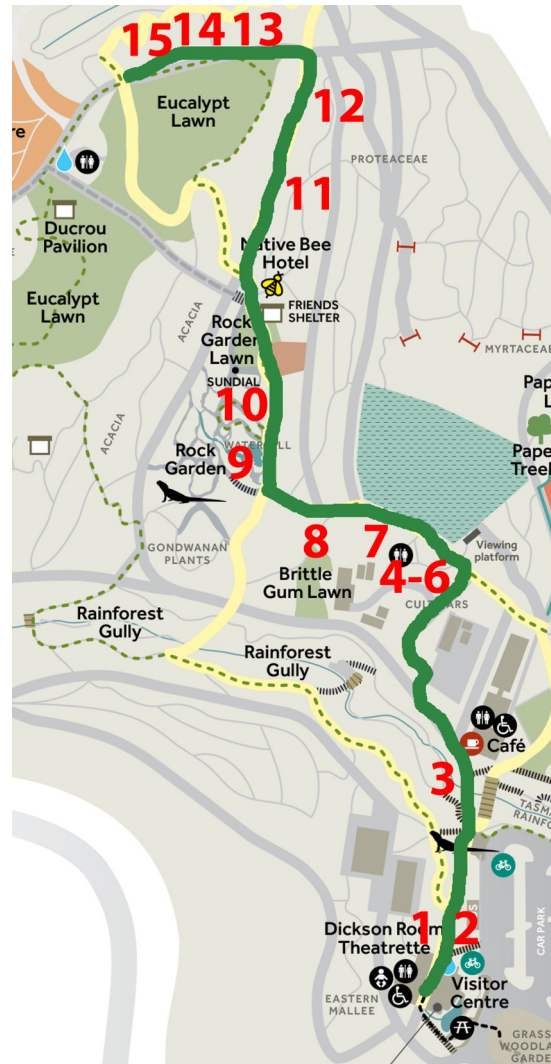 15 14 13
Eucalypt
Lawn
12
re
PROTEACEAE
11
Ducrou
Pavilion
Native Bee
Hotel
Eucalypt
Lawn
ACACIA
FRIENDS
SHELTER
Rock
Garden
Lawn
MYRTACEAE
SUNDIAL
10
Pap
L
ACACIA
WATERFALL
Pape
Treeh
Rock
Garden
9
8
7
Viewing
platform
GONDWANAN
PLANTS
4-6
Brittle
Gum Lawn
CULTIVARS
Rainforest
Gully
Rainforest
Gully
Café
3
TASMA
RAINFO
1 2
Dickson Room
Theatrette
CAR PARK
Visitor
Centre
EASTERN
MALLEE
GRASS
WOODLA
GARDE